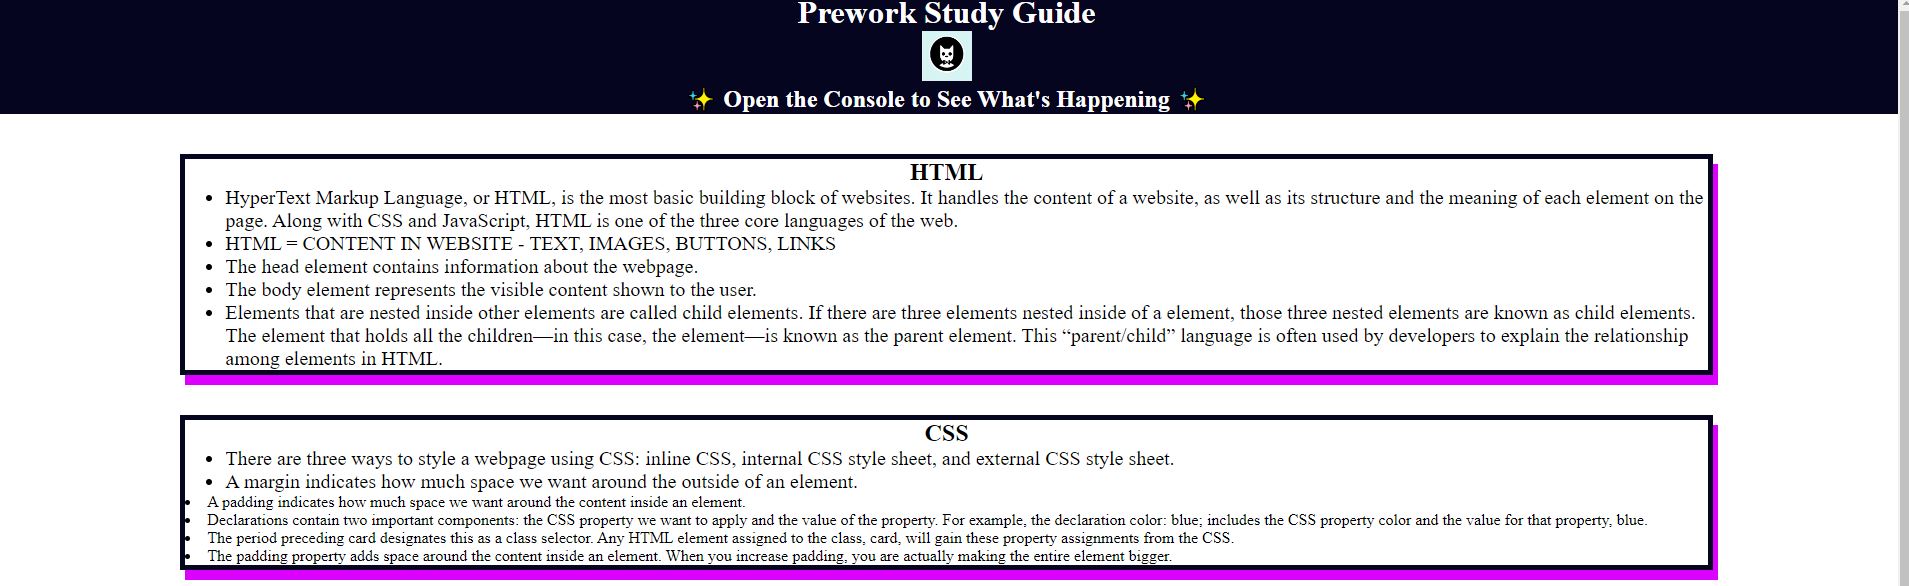 Prework Study Guide
✨ Open the Console to See What's Happening ✨
HTML
• HyperText Markup Language, or HTML, is the most basic building block of websites. It handles the content of a website, as well as its structure and the meaning of each element on the
page. Along with CSS and JavaScript, HTML is one of the three core languages of the web.
• HTML = CONTENT IN WEBSITE - TEXT, IMAGES, BUTTONS, LINKS
• The head element contains information about the webpage.
• The body element represents the visible content shown to the user.
• Elements that are nested inside other elements are called child elements. If there are three elements nested inside of a element, those three nested elements are known as child elements.
The element that holds all the children—in this case, the element—is known as the parent element. This “parent/child” language is often used by developers to explain the relationship
among elements in HTML.
CSS
• There are three ways to style a webpage using CSS: inline CSS, internal CSS style sheet, and external CSS style sheet.
• A margin indicates how much space we want around the outside of an element.
• A padding indicates how much space we want around the content inside an element.
• Declarations contain two important components: the CSS property we want to apply and the value of the property. For example, the declaration color: blue; includes the CSS property color and the value for that property, blue.
• The period preceding card designates this as a class selector. Any HTML element assigned to the class, card, will gain these property assignments from the CSS.
• The padding property adds space around the content inside an element. When you increase padding, you are actually making the entire element bigger.